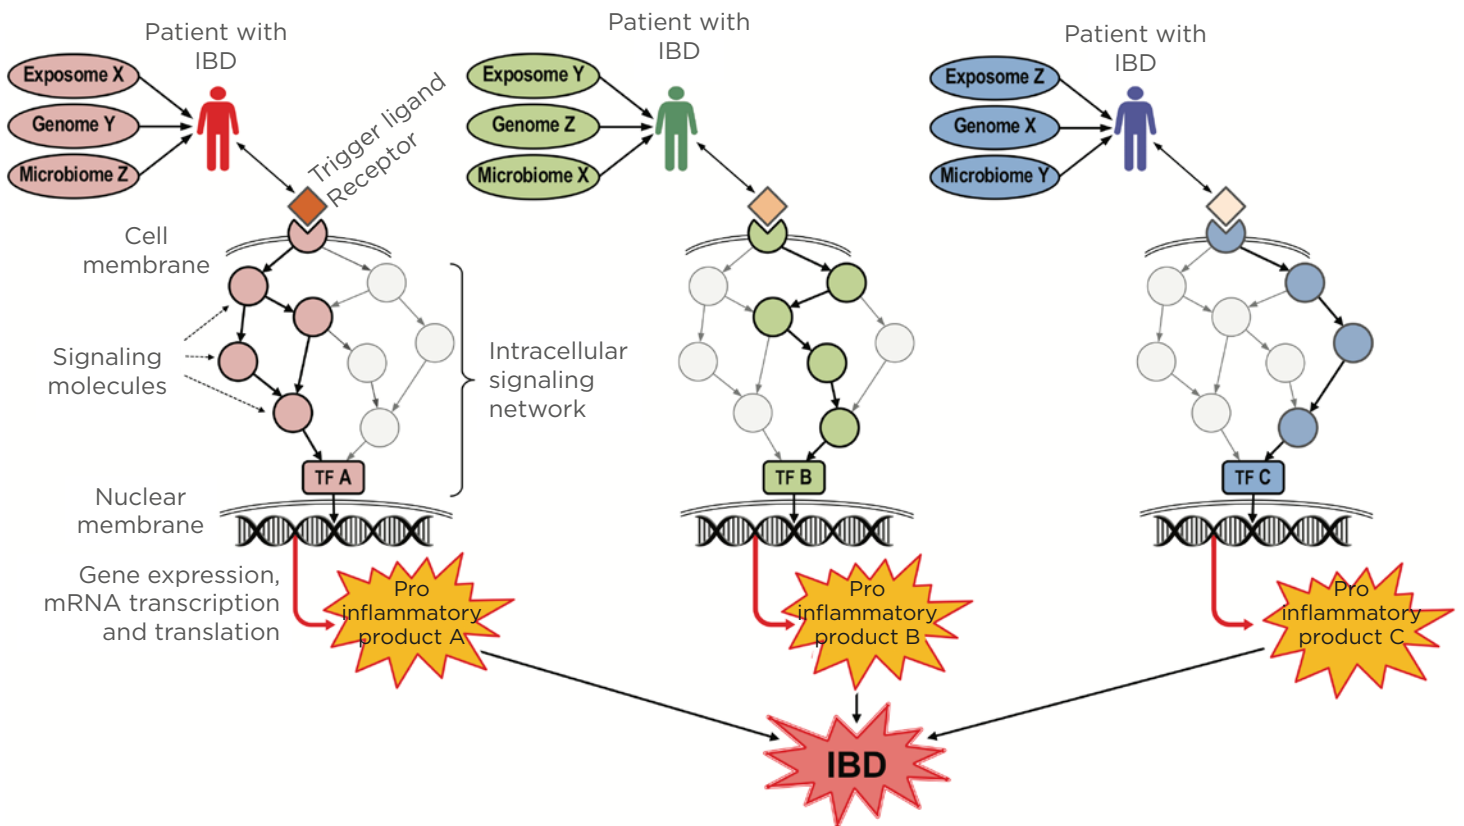 Patient with
IBD
Exposome X
Genome Y
Microbiome Z
Trigger ligand
Receptor
Cell
membrane
Signaling
molecules
Intracellular
signaling
network
TF A
Nuclear
membrane
Gene expression,
mRNA transcription
and translation
Pro
inflammatory
product A
Patient with
IBD
Exposome Y
Genome Z
Microbiome X
TF B
Pro
inflammatory
product B
Patient with
IBD
Exposome Z
Genome X
Microbiome Y
TF C
Pro
inflammatory
product C
IBD